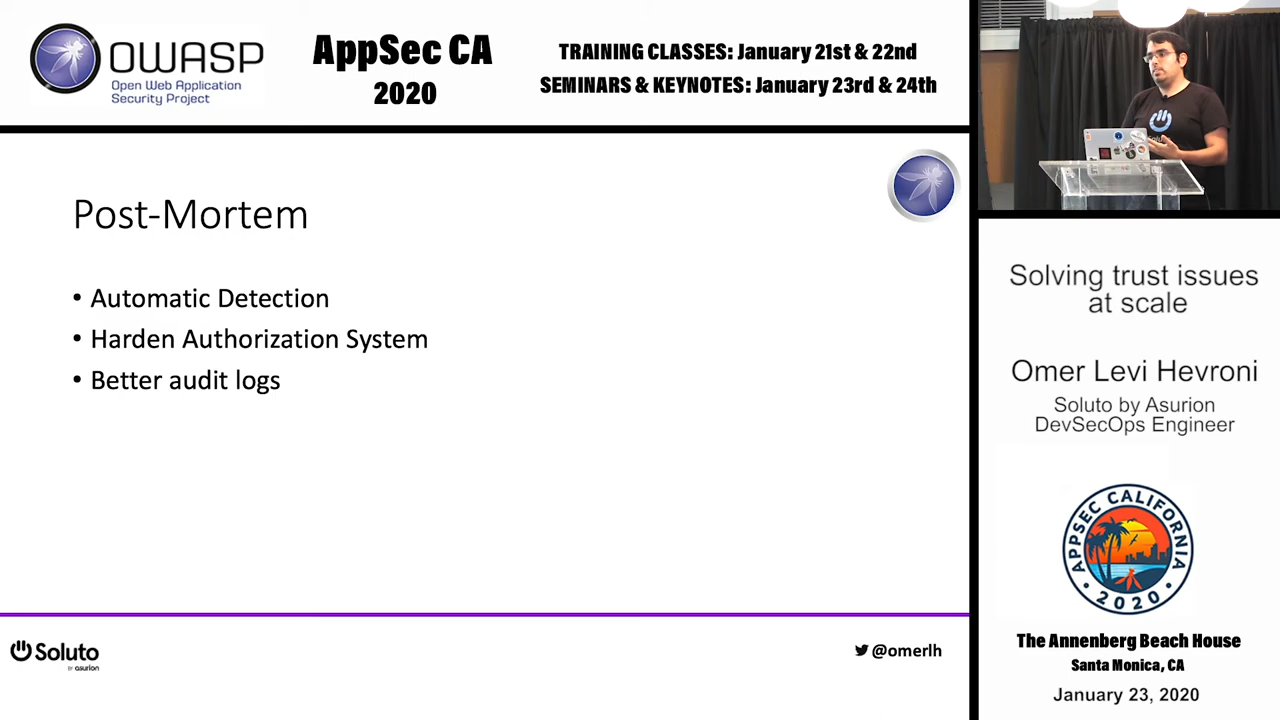 OWASP
Open Web Application
Security Project
AppSec CA
2020
TRAINING CLASSES: January 21st & 22nd
SEMINARS & KEYNOTES: January 23rd & 24th
Post-Mortem
• Automatic Detection
• Harden Authorization System
• Better audit logs
Soluto
by asurion
@omerlh
Solving trust issues
at scale
Omer Levi Hevroni
Soluto by Asurion
DevSecOps Engineer
APPSEC CALIFORNIA
• 2020 •
The Annenberg Beach House
Santa Monica, CA
January 23, 2020